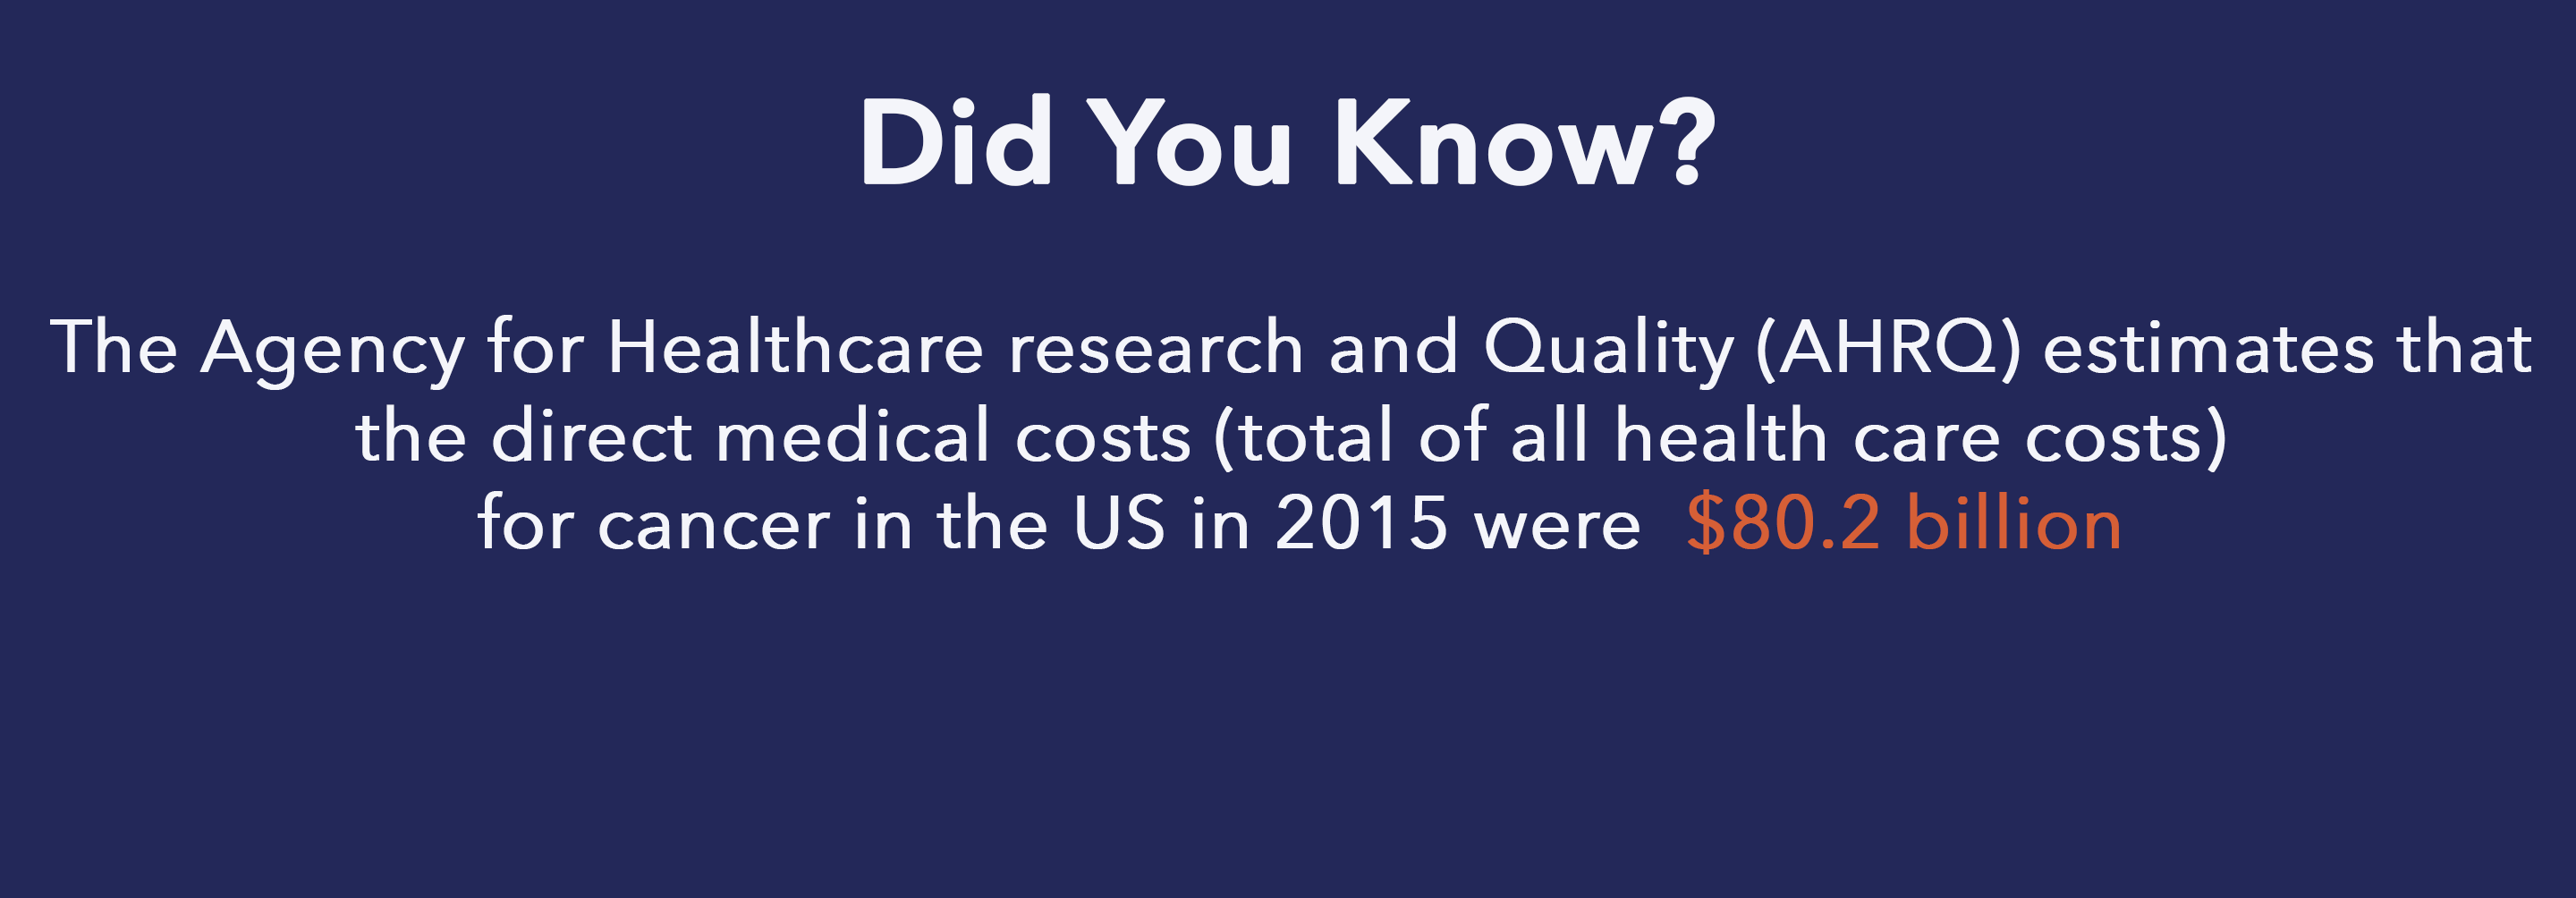 Did You Know?
The Agency for Healthcare research and Quality (AHRQ) estimates that
the direct medical costs (total of all health care costs)
for cancer in the US in 2015 were  $80.2 billion